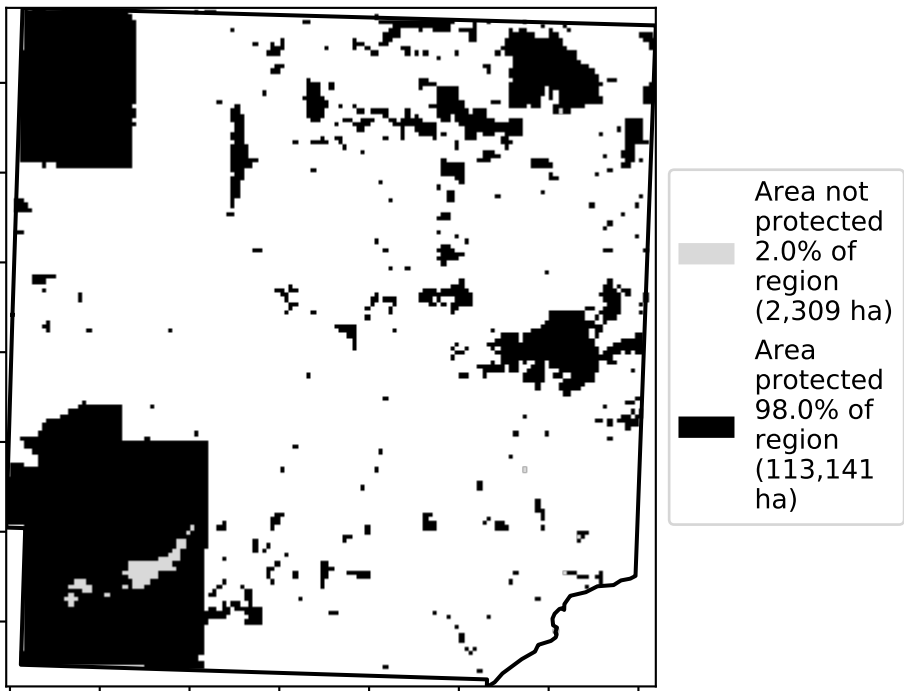 Area not
protected
2.0% of
region
(2,309 ha)
Area
protected
98.0% of
region
(113,141
ha)